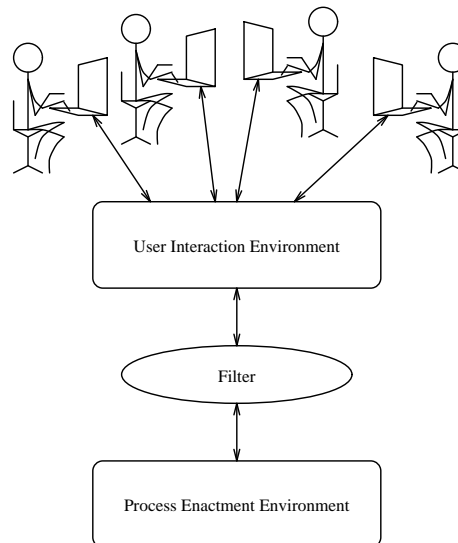 User Interaction Environment
Filter
Process Enactment Environment